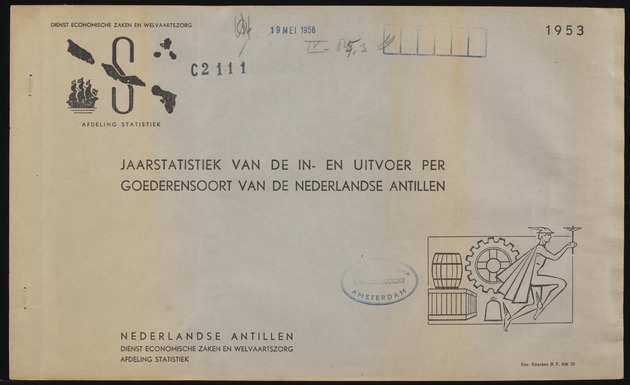 DIENST ECONOMISCHE ZAKEN EN WELVAARTSZORG
19 MEI 1956
1953
S
C2111
AFDELING STATISTIEK
JAARSTATISTIEK VAN DE IN- EN UITVOER PER
GOEDERENSOORT VAN DE NEDERLANDSE ANTILLEN
AMSTERDAM
NEDERLANDSE ANTILLEN
DIENST ECONOMISCHE ZAKEN EN WELVAARTSZORG
AFDELING STATISTIEK